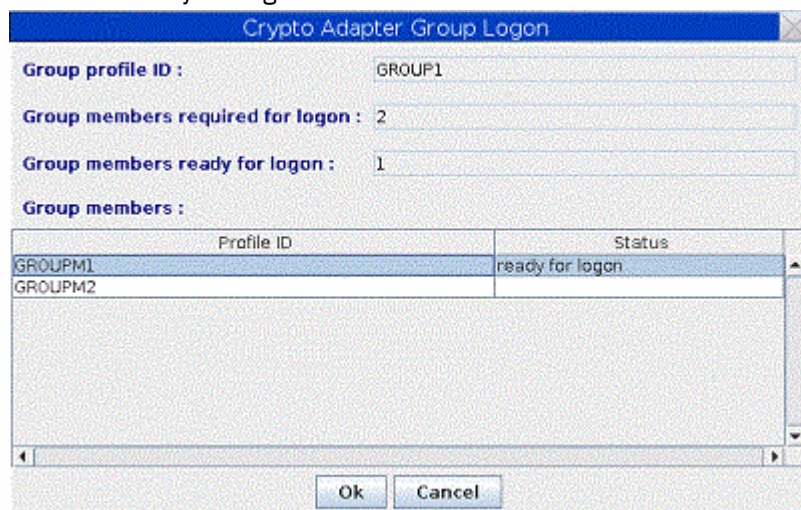 Crypto Adapter Group Logon
Group profile ID : GROUP1
Group members required for logon : 2
Group members ready for logon : 1
Group members :
Profile ID Status
GROUPM1 ready for logon
GROUPM2
Ok Cancel